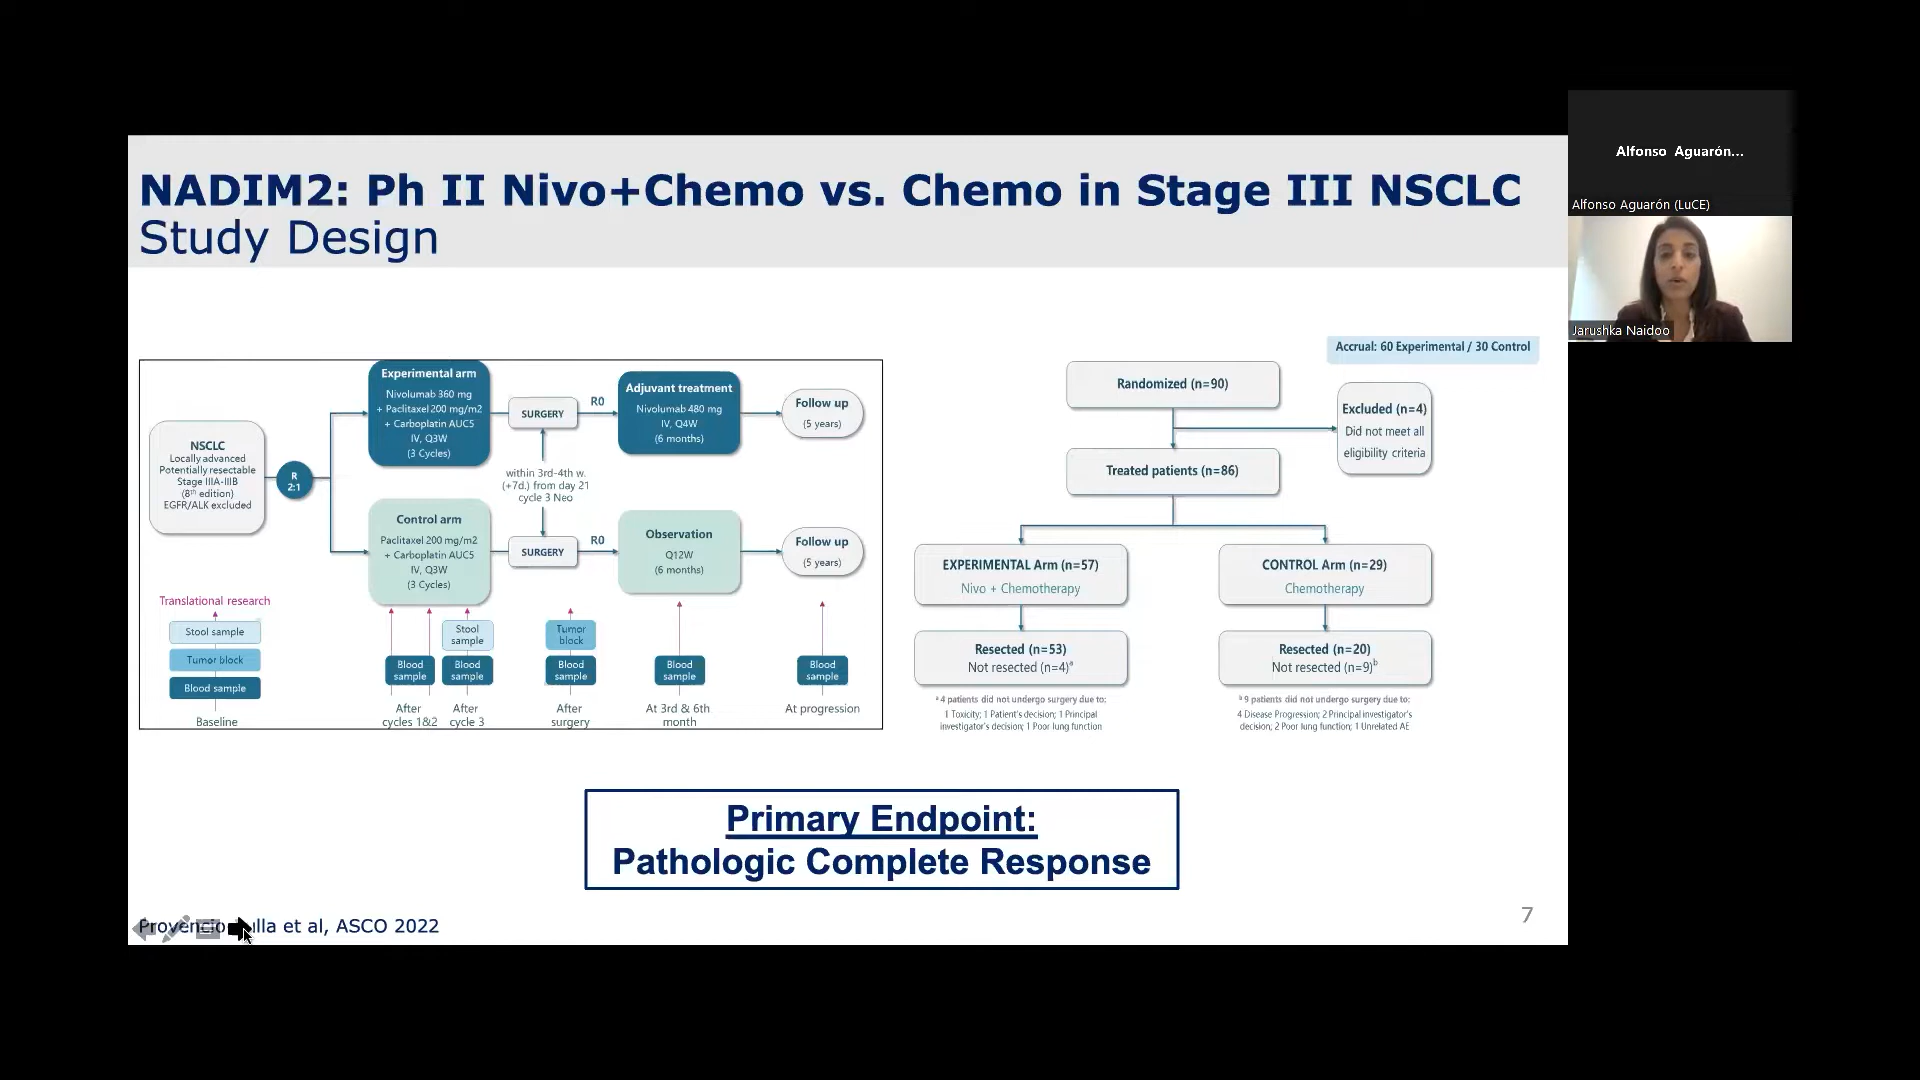 NADIM2: Ph II Nivo+Chemo vs. Chemo in Stage III NSCLC
Study Design
Alfonso Aguarón...
Alfonso Aguarón (LuCE)
Jarushka Naidoo
NSCLC
Locally advanced
Potentially resectable
Stage IIIA-IIIB
(8th edition)
EGFR/ALK excluded
R
2:1
Experimental arm
Nivolumab 360 mg
+ Paclitaxel 200 mg/m2
+ Carboplatin AUC5
IV, Q3W
(3 Cycles)
SURGERY
R0
Adjuvant treatment
Nivolumab 480 mg
IV, Q4W
(6 months)
Follow up
(5 years)
within 3rd-4th w.
(+7d.) from day 21
cycle 3 Neo
Control arm
Paclitaxel 200 mg/m2
+ Carboplatin AUC5
IV, Q3W
(3 Cycles)
SURGERY
R0
Observation
Q12W
(6 months)
Follow up
(5 years)
Translational research
Stool sample
Tumor block
Blood sample
Baseline
Blood
sample
After
cycles 1&2
Stool
sample
Blood
sample
After
cycle 3
Tumor
block
Blood
sample
After
surgery
Blood
sample
At 3rd & 6th
month
Blood
sample
At progression
Accrual: 60 Experimental / 30 Control
Randomized (n=90)
Excluded (n=4)
Did not meet all
eligibility criteria
Treated patients (n=86)
EXPERIMENTAL Arm (n=57)
Nivo + Chemotherapy
CONTROL Arm (n=29)
Chemotherapy
Resected (n=53)
Not resected (n=4)a
Resected (n=20)
Not resected (n=9)b
a 4 patients did not undergo surgery due to:
1 Toxicity; 1 Patient's decision; 1 Principal
investigator's decision; 1 Poor lung function
b 9 patients did not undergo surgery due to:
4 Disease Progression; 2 Principal investigator's
decision; 2 Poor lung function; 1 Unrelated AE
Primary Endpoint:
Pathologic Complete Response
et al, ASCO 2022
7